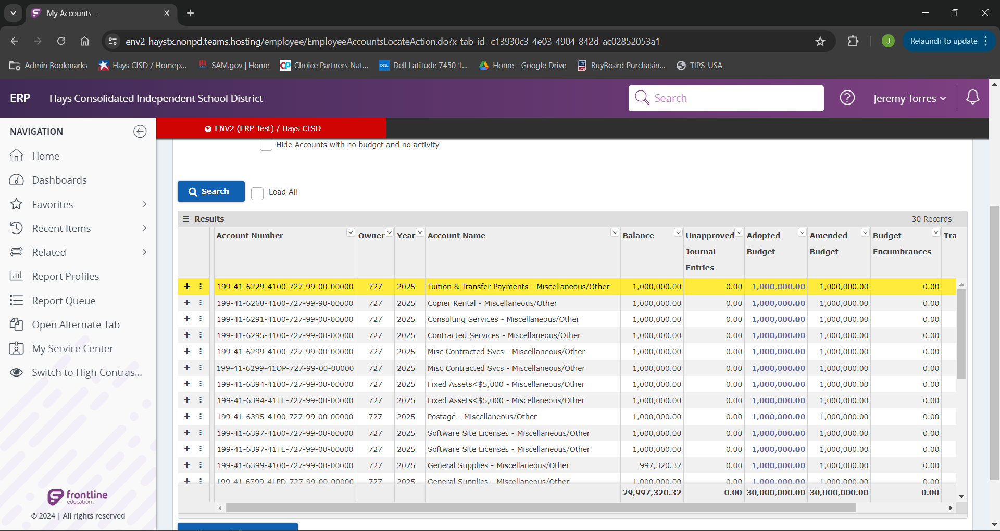 My Accounts -
env2-haystx.nonpd.teams.hosting/employee/EmployeeAccountsLocateAction.do?x-tab-id=c13930c3-4e03-4904-842d-ac02852053a1
J
Relaunch to update
Admin Bookmarks
Hays CISD / Homep...
SAM.gov | Home
CP Choice Partners Nat...
DELL Dell Latitude 7450 1...
Home - Google Drive
BuyBoard Purchasin...
TIPS-USA
ERP Hays Consolidated Independent School District
Search
? Jeremy Torres
NAVIGATION
ENV2 (ERP Test) / Hays CISD
Home
Dashboards
Favorites
Recent Items
Related
Report Profiles
Report Queue
Open Alternate Tab
My Service Center
Switch to High Contras...
frontline
education
© 2024 | All rights reserved
Hide Accounts with no budget and no activity
Search Load All
Results 30 Records
Account Number Owner Year Account Name Balance Unapproved Journal Entries Adopted Budget Amended Budget Budget Encumbrances Tra
199-41-6229-4100-727-99-00-00000 727 2025 Tuition & Transfer Payments - Miscellaneous/Other 1,000,000.00 0.00 1,000,000.00 1,000,000.00 0.00
199-41-6268-4100-727-99-90-00000 727 2025 Copier Rental - Miscellaneous/Other 1,000,000.00 0.00 1,000,000.00 1,000,000.00 0.00
199-41-6291-4100-727-99-00-00000 727 2025 Consulting Services - Miscellaneous/Other 1,000,000.00 0.00 1,000,000.00 1,000,000.00 0.00
199-41-6295-4100-727-99-00-00000 727 2025 Contracted Services - Miscellaneous/Other 1,000,000.00 0.00 1,000,000.00 1,000,000.00 0.00
199-41-6299-4100-727-99-00-00000 727 2025 Misc Contracted Svcs - Miscellaneous/Other 1,000,000.00 0.00 1,000,000.00 1,000,000.00 0.00
199-41-6299-41OP-727-99-00-00000 727 2025 Misc Contracted Svcs - Miscellaneous/Other 1,000,000.00 0.00 1,000,000.00 1,000,000.00 0.00
199-41-6394-4100-727-99-00-00000 727 2025 Fixed Assets<$5,000 - Miscellaneous/Other 1,000,000.00 0.00 1,000,000.00 1,000,000.00 0.00
199-41-6394-41TE-727-99-00-00000 727 2025 Fixed Assets<$5,000 - Miscellaneous/Other 1,000,000.00 0.00 1,000,000.00 1,000,000.00 0.00
199-41-6395-4100-727-99-00-00000 727 2025 Postage - Miscellaneous/Other 1,000,000.00 0.00 1,000,000.00 1,000,000.00 0.00
199-41-6397-4100-727-99-00-00000 727 2025 Software Site Licenses - Miscellaneous/Other 1,000,000.00 0.00 1,000,000.00 1,000,000.00 0.00
199-41-6397-41TE-727-99-00-00000 727 2025 Software Site Licenses - Miscellaneous/Other 1,000,000.00 0.00 1,000,000.00 1,000,000.00 0.00
199-41-6399-4100-727-99-00-00000 727 2025 General Supplies - Miscellaneous/Other 997,320.32 0.00 1,000,000.00 1,000,000.00 0.00
199-41-6399-41PD-727-99-00-00000 727 2025 General Supplies - Miscellaneous/Other 1,000,000.00 0.00 1,000,000.00 1,000,000.00 0.00
29,997,320.32 0.00 30,000,000.00 30,000,000.00 0.00